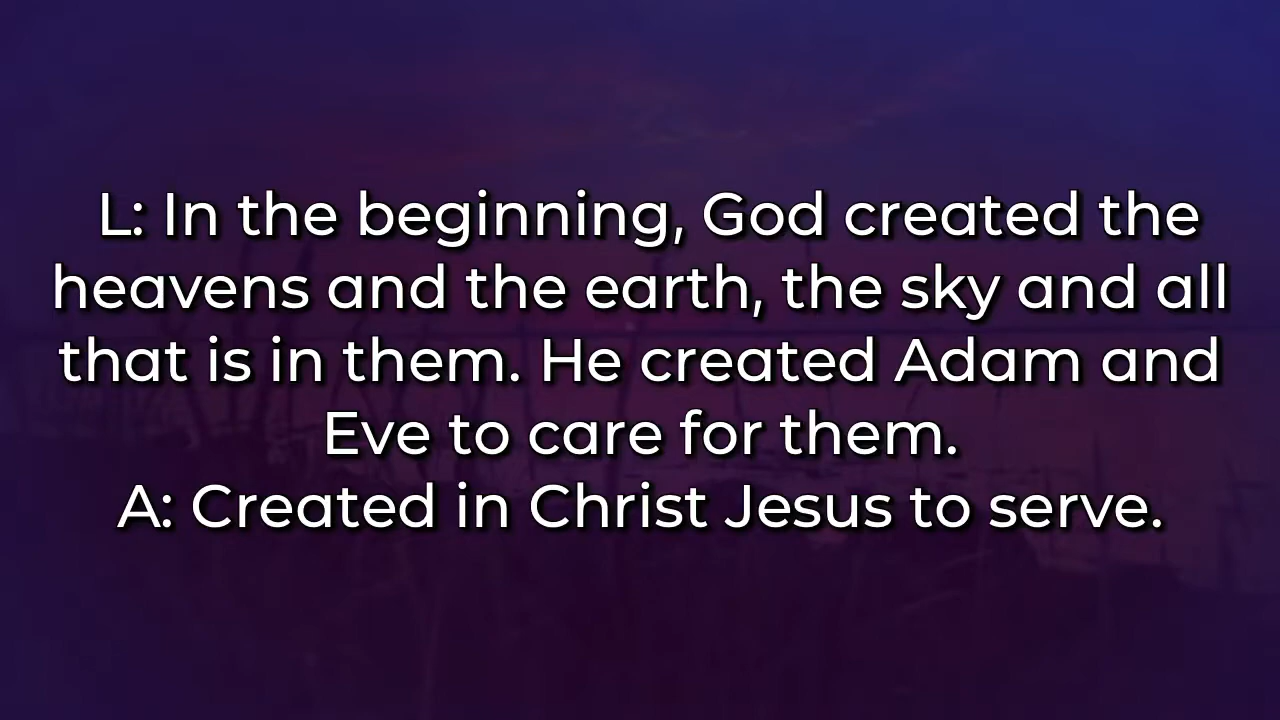 L: In the beginning, God created the
heavens and the earth, the sky and all
that is in them. He created Adam and
Eve to care for them.
A: Created in Christ Jesus to serve.